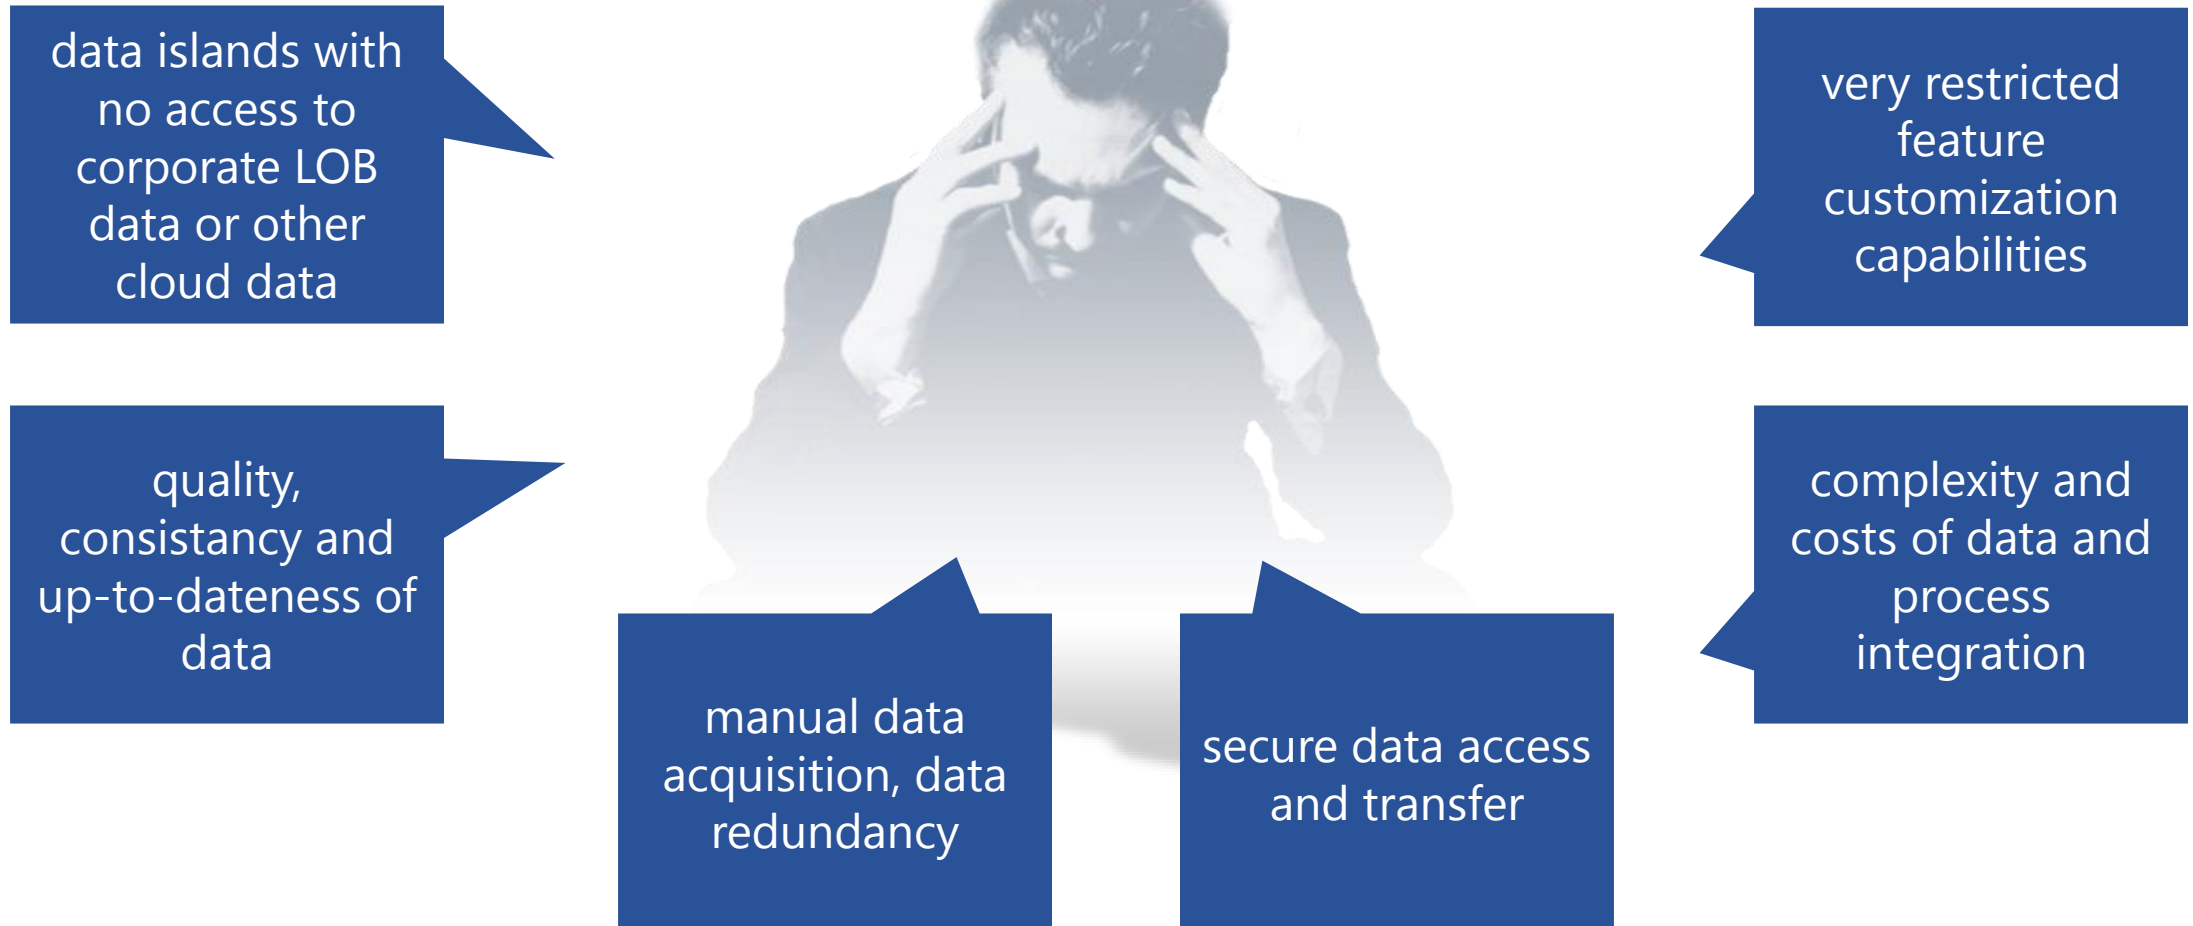 data islands with
no access to
corporate LOB
data or other
cloud data
quality,
consistancy and
up-to-dateness of
data
manual data
acquisition, data
redundancy
secure data access
and transfer
very restricted
feature
customization
capabilities
complexity and
costs of data and
process
integration